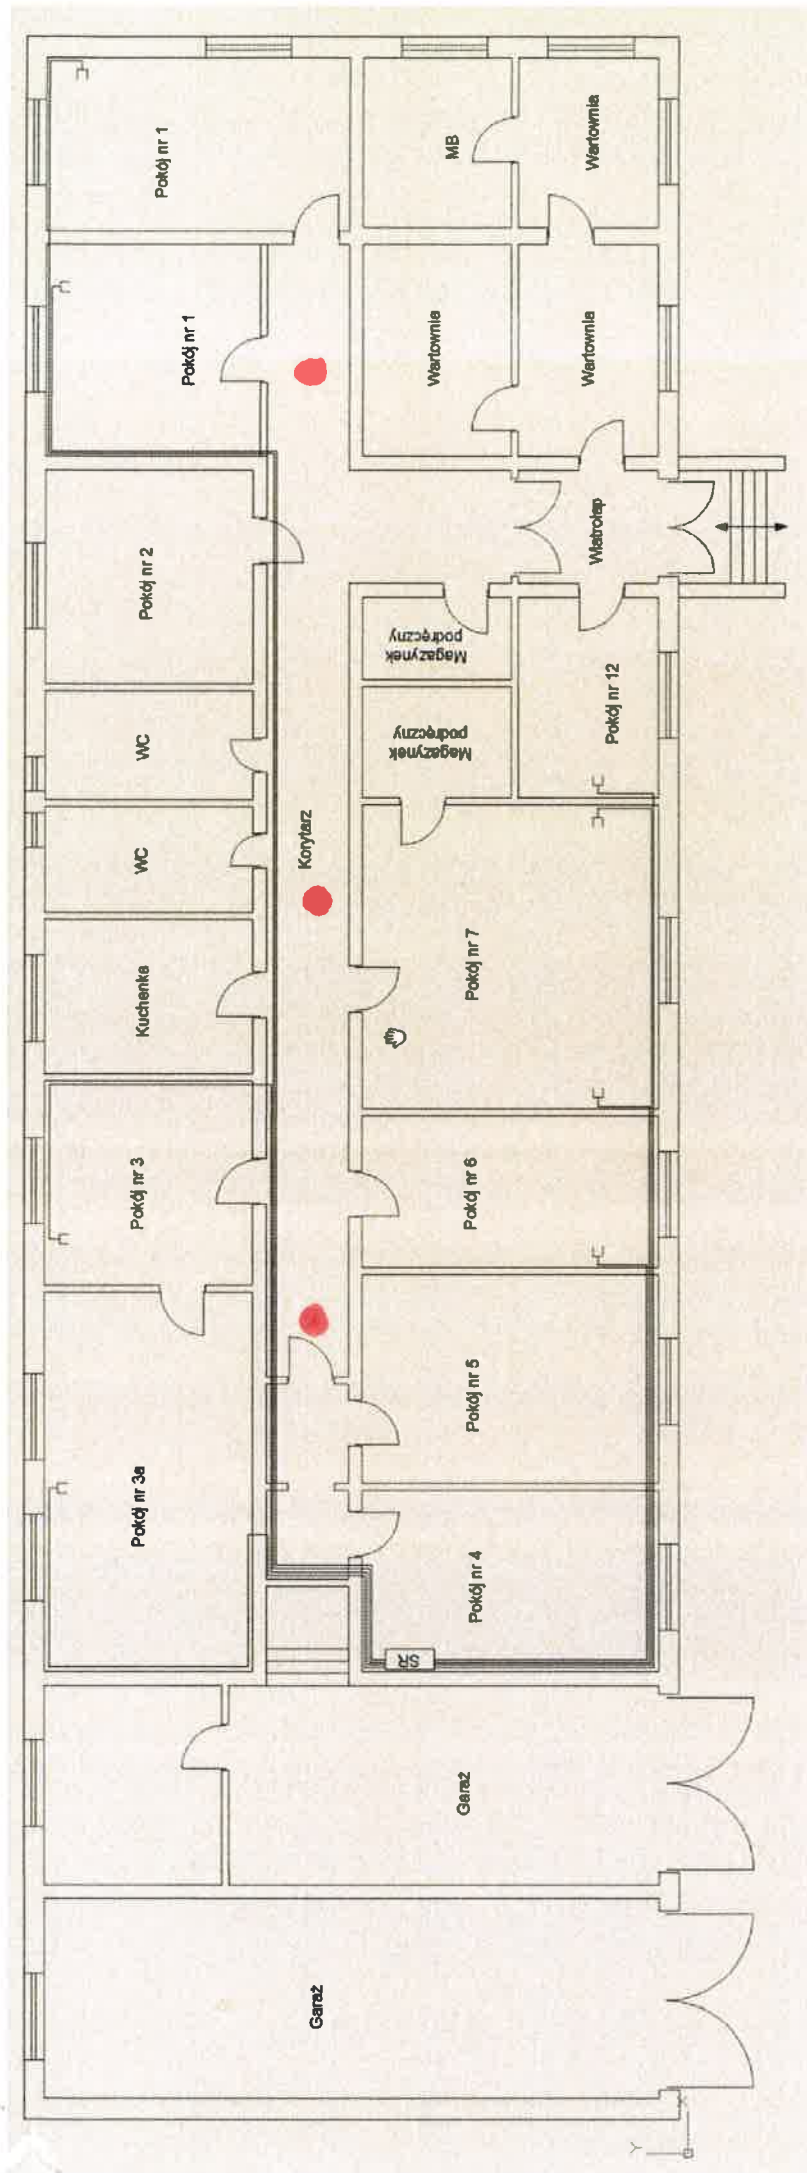 Pokój nr 1
MB
Wartownia
Pokój nr 1
Wartownia
Wartownia
Pokój nr 2
Wiatrołap
Magazynek
podręczny
Pokój nr 12
WC
Magazynek
podręczny
WC
Korytarz
Kuchenka
Pokój nr 7
Pokój nr 3
Pokój nr 6
Pokój nr 5
Pokój nr 3a
Pokój nr 4
SR
Garaż
Garaż
Y
X